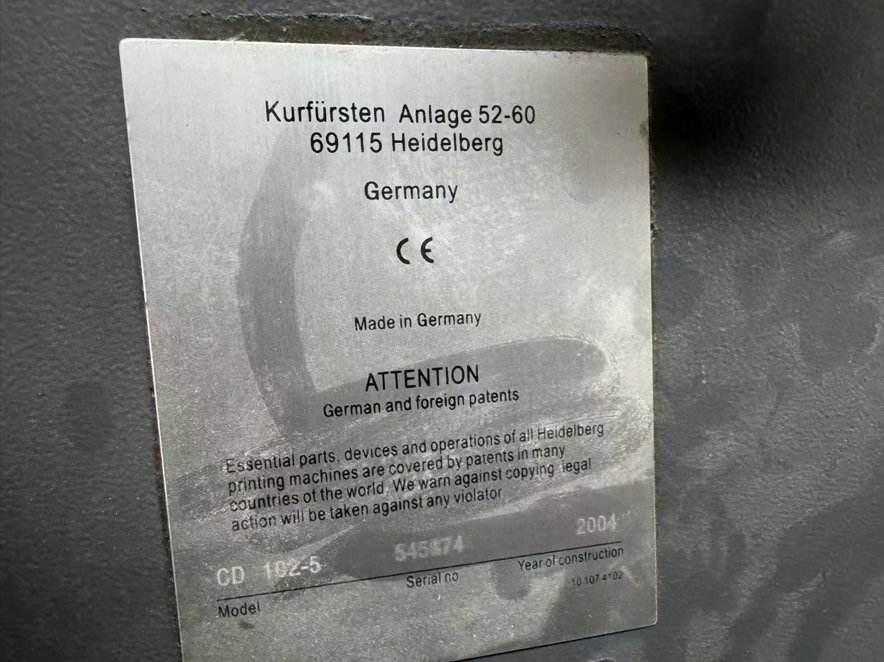 Kurfürsten Anlage 52-60
69115 Heidelberg
Germany
CE
Made in Germany
ATTENTION
German and foreign patents
Essential parts, devices and operations of all Heidelberg
printing machines are covered by patents in many
countries of the world. We warn against copying legal
action will be taken against any violator
CD 102-5 2004
Model Serial no Year of construction